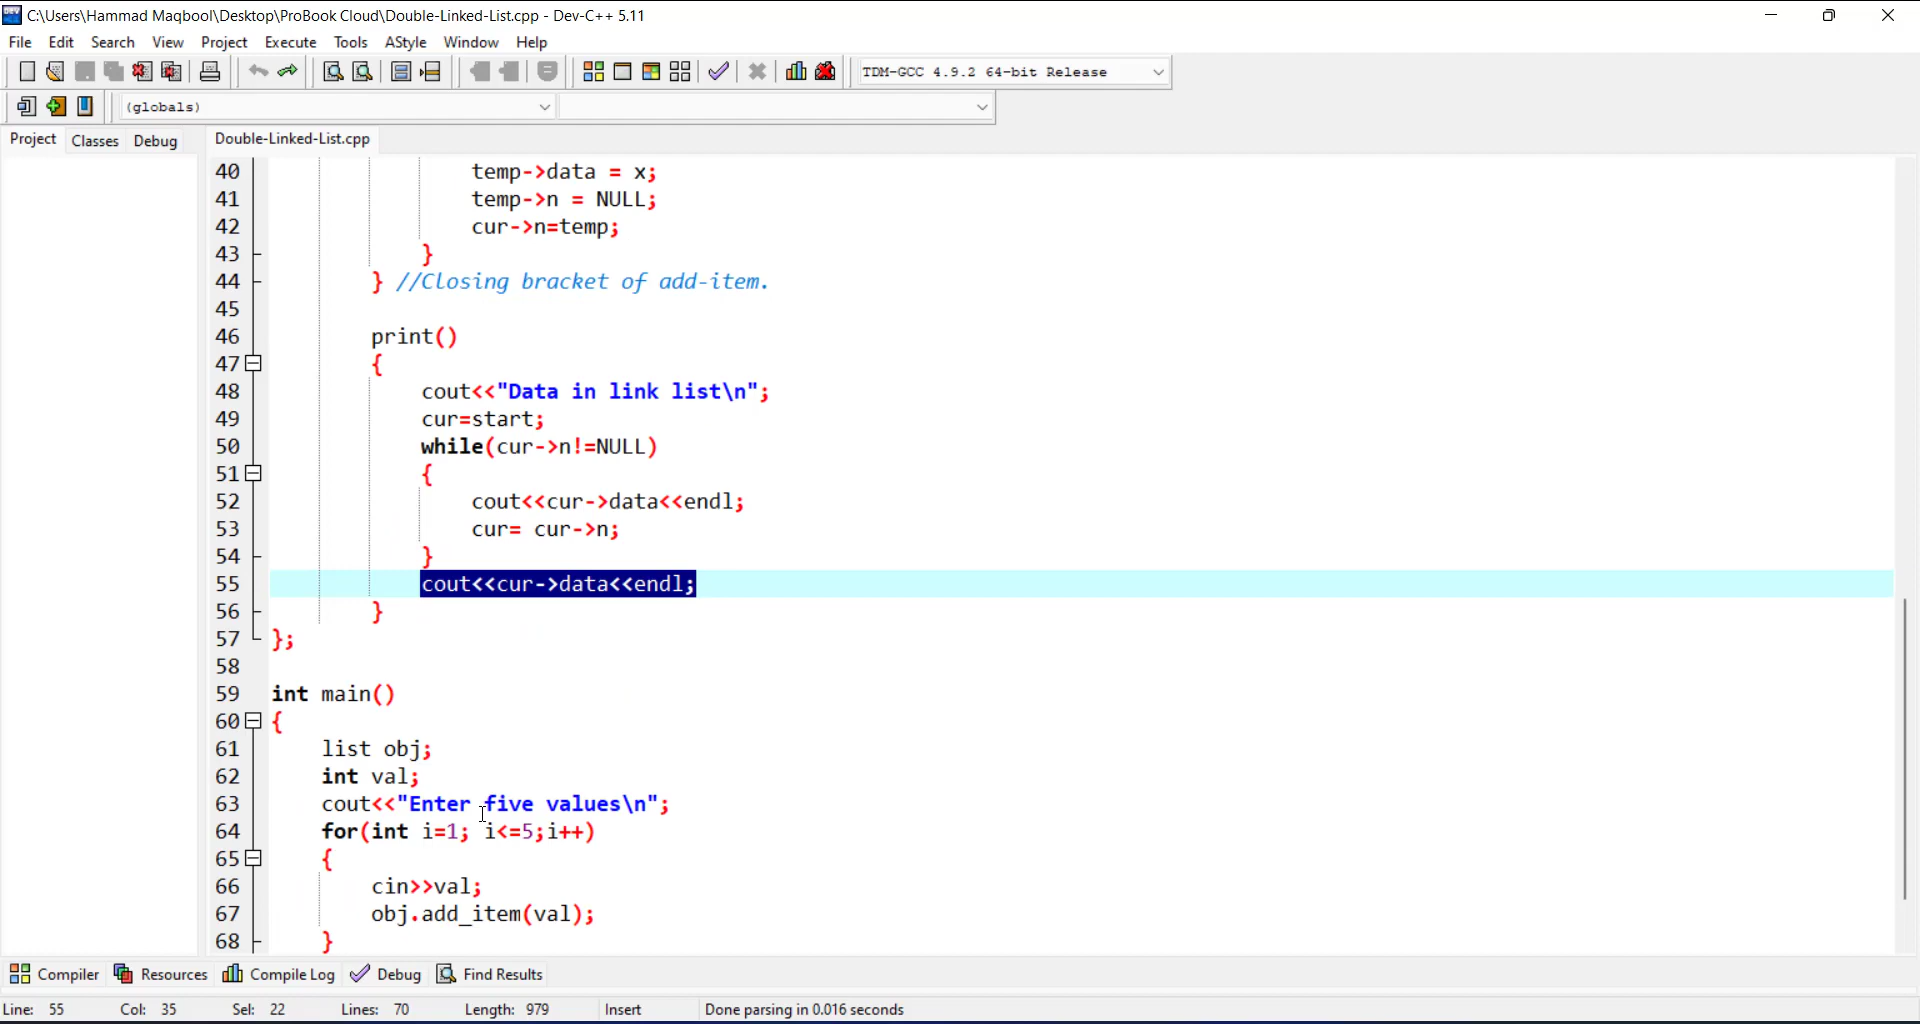 C:\Users\Hammad Maqbool\Desktop\ProBook Cloud\Double-Linked-List.cpp - Dev-C++ 5.11
File Edit Search View Project Execute Tools AStyle Window Help
TDM-GCC 4.9.2 64-bit Release
(globals)
Project Classes Debug Double-Linked-List.cpp
40 temp->data = x;
41 temp->n = NULL;
42 cur->n=temp;
43 }
44 } //Closing bracket of add-item.
45
46 print()
47 {
48 cout<<"Data in link list\n";
49 cur=start;
50 while(cur->n!=NULL)
51 {
52 cout<<cur->data<<endl;
53 cur= cur->n;
54 }
55 cout<<cur->data<<endl;
56 }
57 };
58
59 int main()
60 {
61 list obj;
62 int val;
63 cout<<"Enter five values\n";
64 for(int i=1; i<=5;i++)
65 {
66 cin>>val;
67 obj.add_item(val);
68 }
Compiler Resources Compile Log Debug Find Results
Line: 55 Col: 35 Sel: 22 Lines: 70 Length: 979 Insert Done parsing in 0.016 seconds